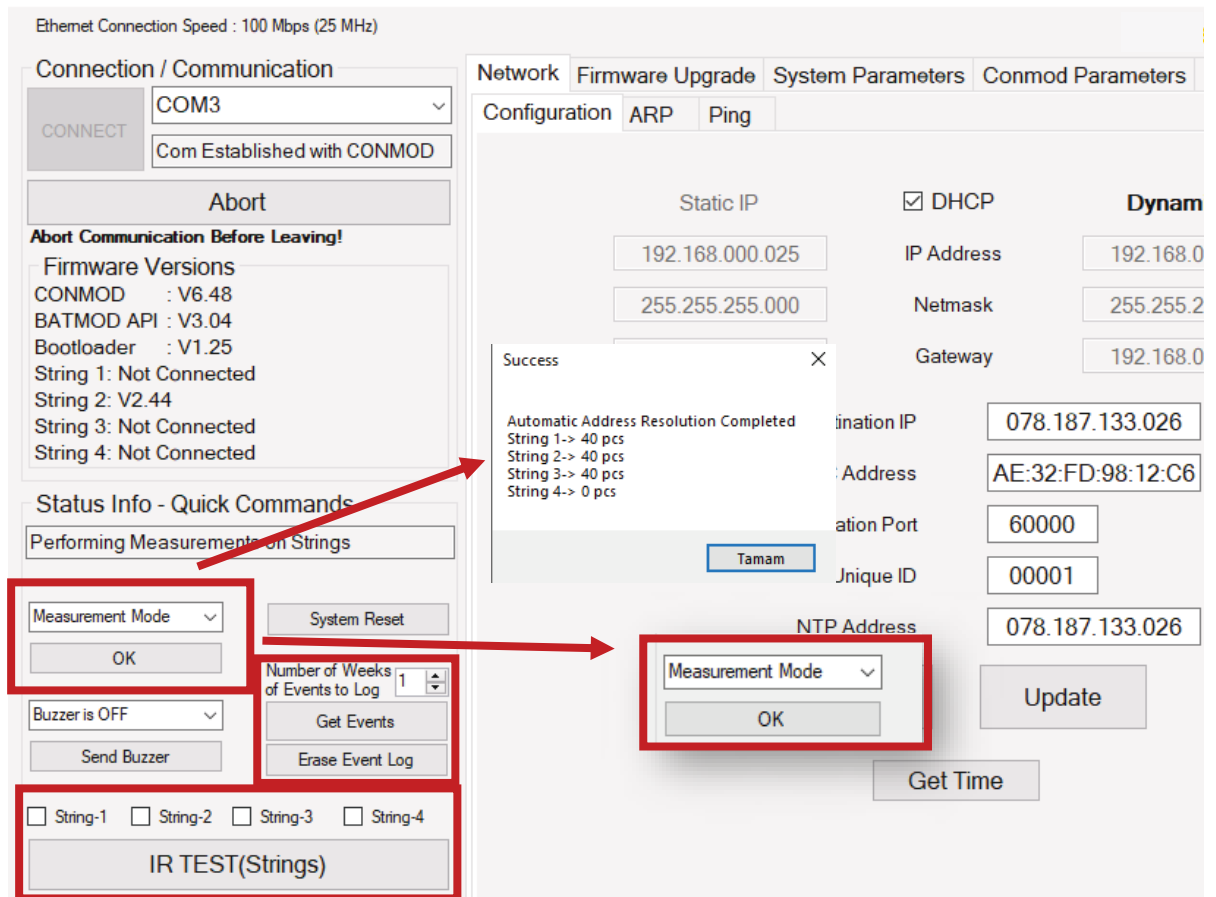 Ethernet Connection Speed : 100 Mbps (25 MHz)
Connection / Communication
CONNECT
COM3
Com Established with CONMOD
Abort
Abort Communication Before Leaving!
Firmware Versions
CONMOD : V6.48
BATMOD API : V3.04
Bootloader : V1.25
String 1: Not Connected
String 2: V2.44
String 3: Not Connected
String 4: Not Connected
Status Info - Quick Commands
Performing Measurements on Strings
Measurement Mode
OK
System Reset
Number of Weeks
of Events to Log
1
Get Events
Erase Event Log
Buzzer is OFF
Send Buzzer
String-1 String-2 String-3 String-4
IR TEST(Strings)
Network Firmware Upgrade System Parameters Conmod Parameters
Configuration ARP Ping
Static IP DHCP Dynam
192.168.000.025 IP Address 192.168.0
255.255.255.000 Netmask 255.255.2
Gateway 192.168.0
Success
Automatic Address Resolution Completed
String 1-> 40 pcs
String 2-> 40 pcs
String 3-> 40 pcs
String 4-> 0 pcs
Tamam
tination IP 078.187.133.026
Address AE:32:FD:98:12:C6
ation Port 60000
Unique ID 00001
NTP Address 078.187.133.026
Measurement Mode
OK
Update
Get Time